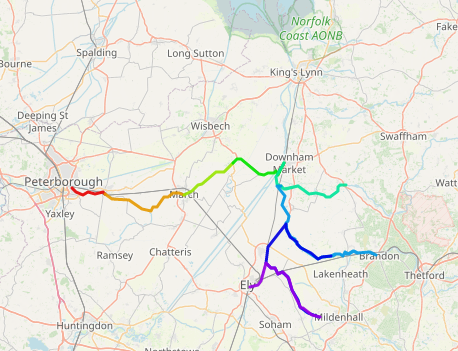 Norfolk
Coast AONB
Spalding
Long Sutton
Fake
Bourne
King's Lynn
Deeping St
James
Wisbech
Swaffham
Downham
Market
Peterborough
Watt
March
Yaxley
Ramsey
Chatteris
Brandon
Lakenheath
Thetford
Ely
Mildenhall
Huntingdon
Soham
Northstowe